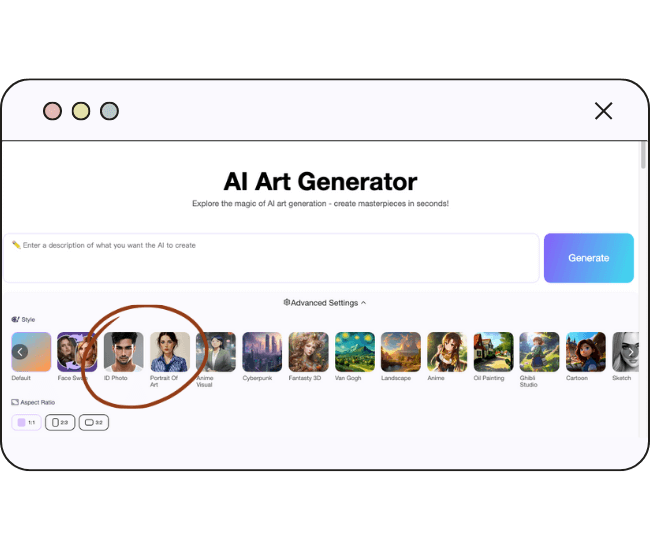 AI Art Generator
Explore the magic of AI art generation - create masterpieces in seconds!
Enter a description of what you want the AI to create
Generate
Advanced Settings
Style
Default
Face Swap
ID Photo
Portrait Of
Art
Anime
Visual
Cyberpunk
Fantasty 3D
Van Gogh
Landscape
Anime
Oil Painting
Ghibli
Studio
Cartoon
Sketch
Aspect Ratio
1:1
2:3
3:2